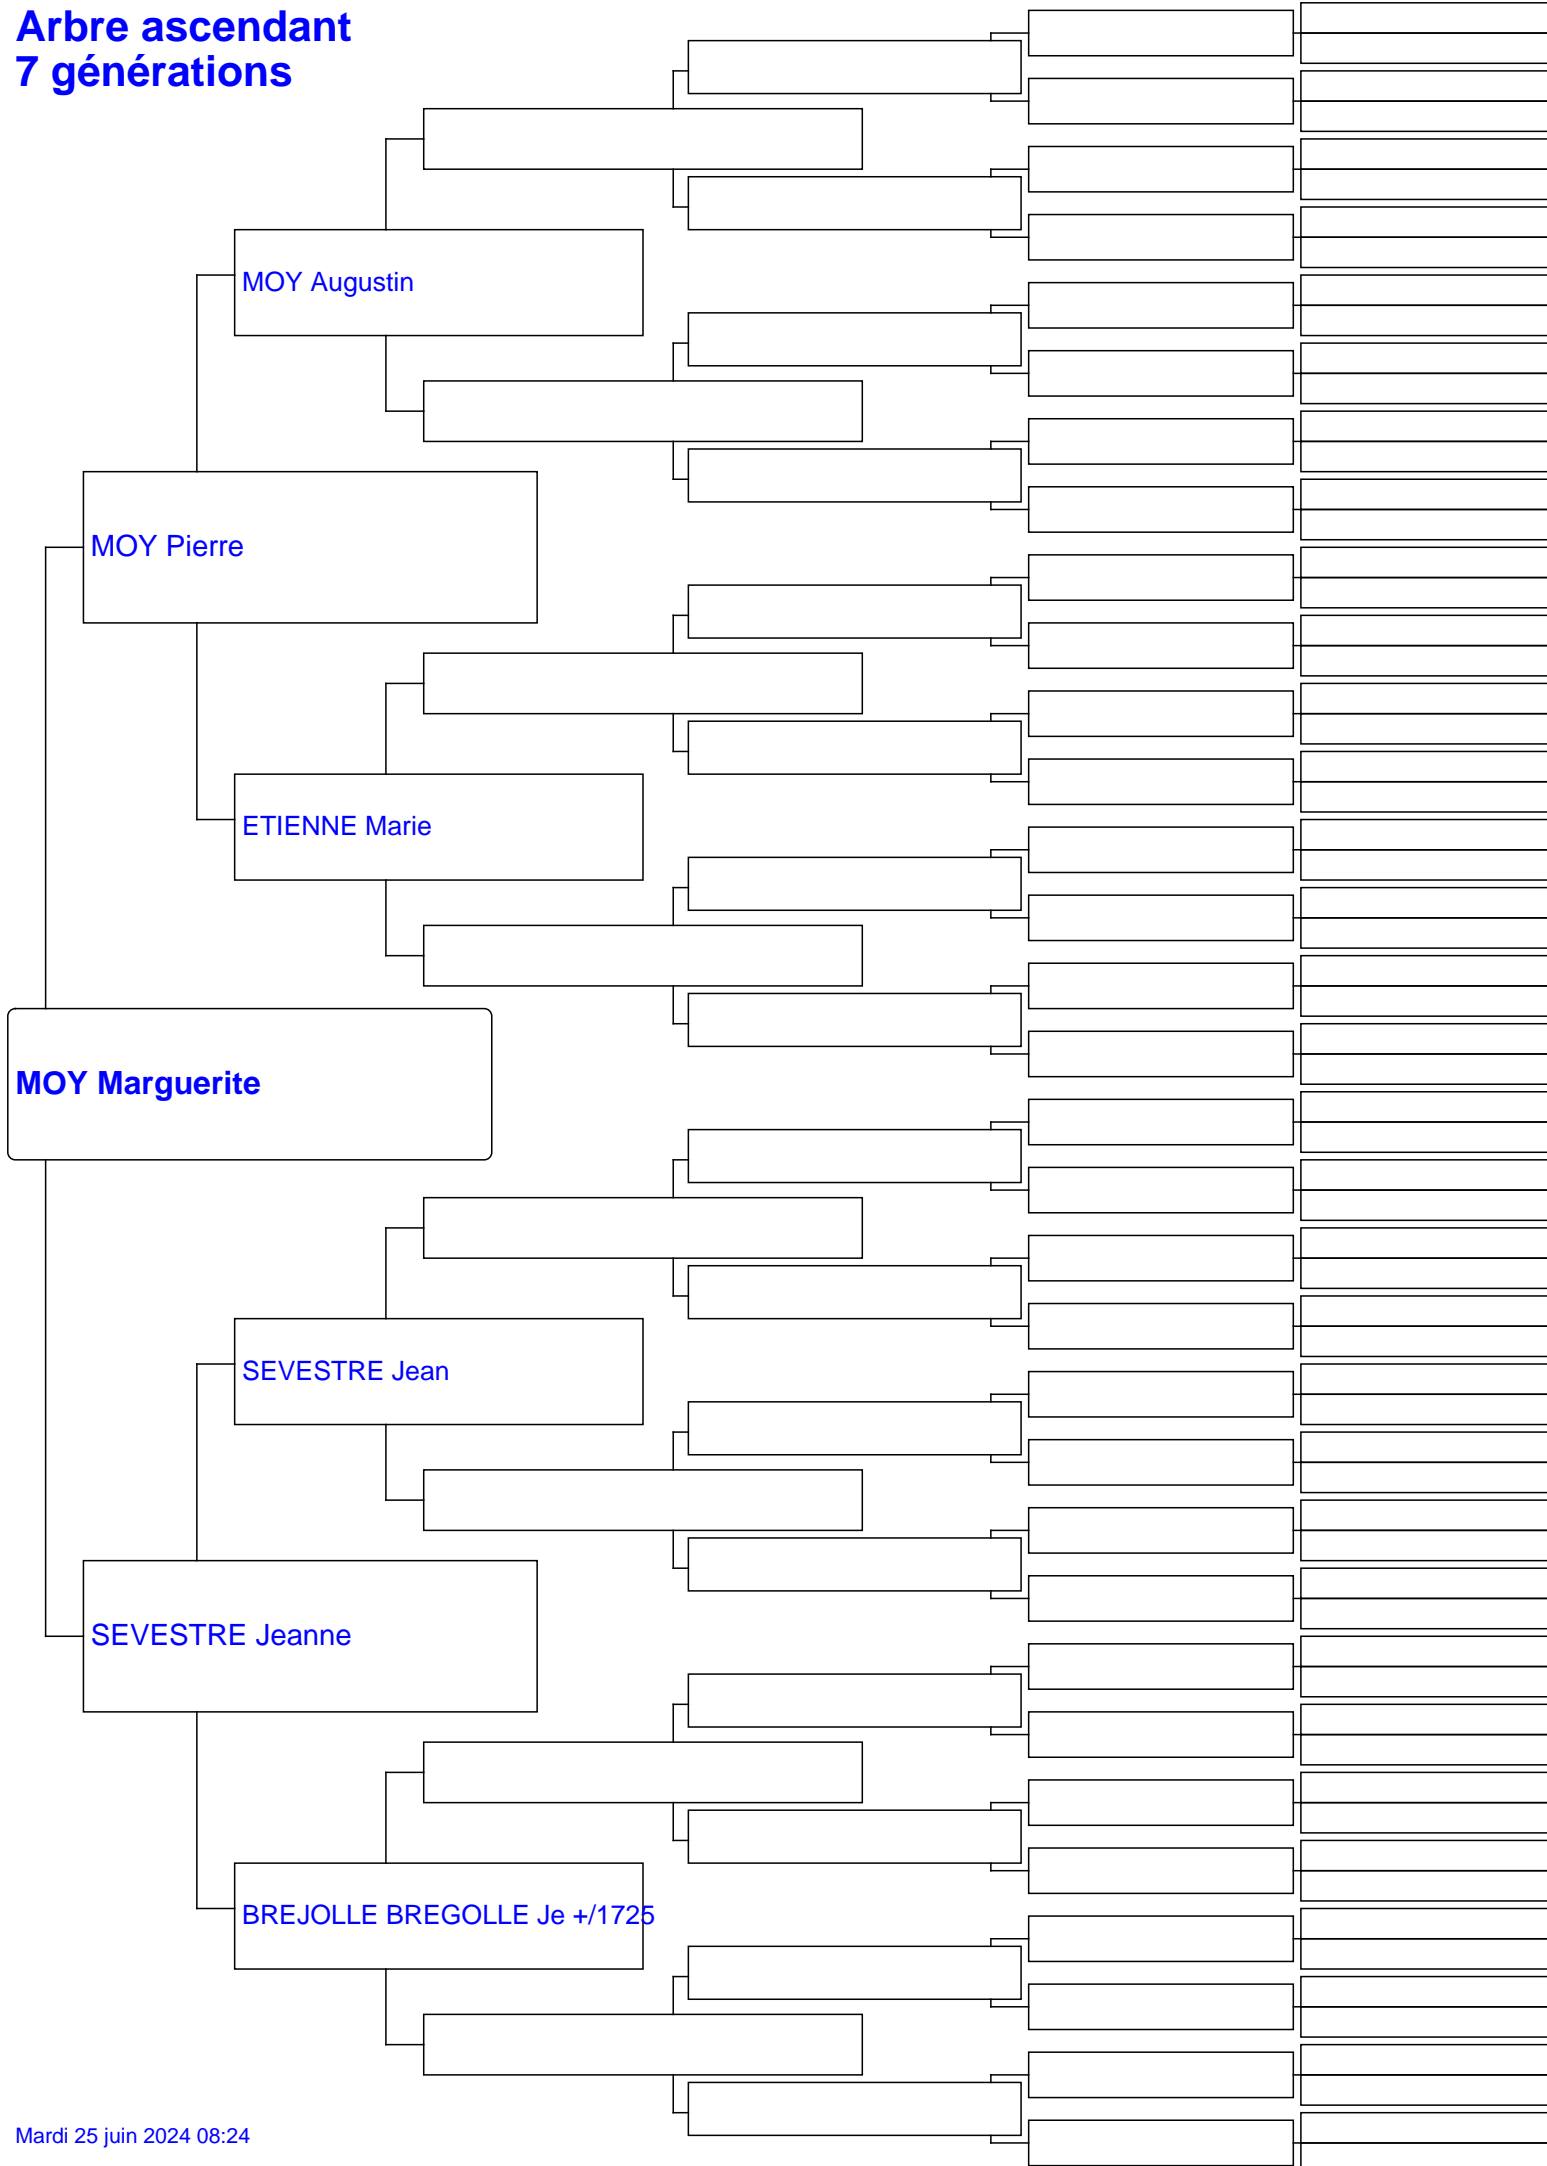 Arbre ascendant
7 générations
MOY Augustin
MOY Pierre
ETIENNE Marie
MOY Marguerite
SEVESTRE Jean
SEVESTRE Jeanne
BREJOLLE BREGOLLE Je +/1725
Mardi 25 juin 2024 08:24